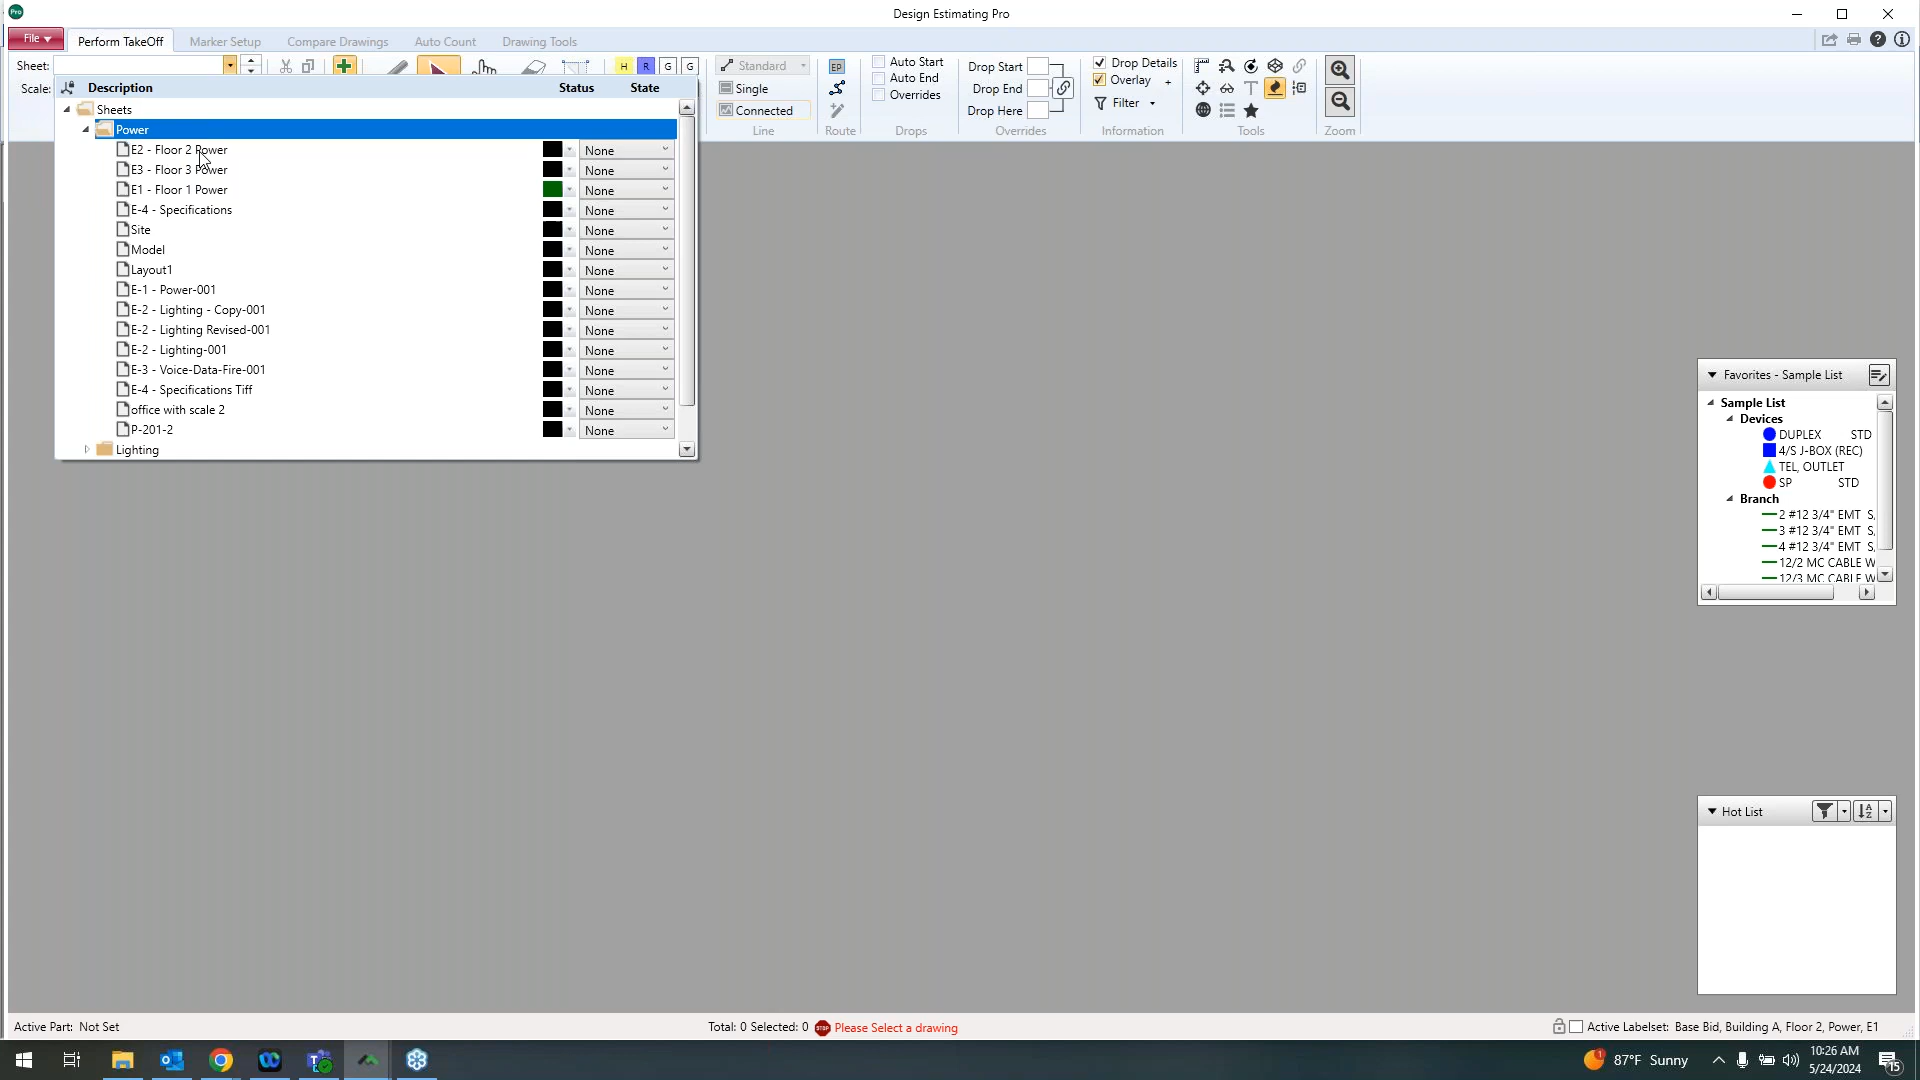 Pro
Design Estimating Pro
File
Perform TakeOff
Marker Setup
Compare Drawings
Auto Count
Drawing Tools
Sheet:
Scale:
H R G G
Standard
Single
Connected
Line
EP
Route
Auto Start
Auto End
Overrides
Drops
Drop Start
Drop End
Drop Here
Overrides
Drop Details
Overlay
Filter
Information
Tools
Zoom
Description Status State
Sheets
Power
E2 - Floor 2 Power None
E3 - Floor 3 Power None
E1 - Floor 1 Power None
E-4 - Specifications None
Site None
Model None
Layout1 None
E-1 - Power-001 None
E-2 - Lighting - Copy-001 None
E-2 - Lighting Revised-001 None
E-2 - Lighting-001 None
E-3 - Voice-Data-Fire-001 None
E-4 - Specifications Tiff None
office with scale 2 None
P-201-2 None
Lighting
Favorites - Sample List
Sample List
Devices
DUPLEX STD
4/S J-BOX (REC)
TEL, OUTLET
SP STD
Branch
2 #12 3/4" EMT S,
3 #12 3/4" EMT S,
4 #12 3/4" EMT S,
12/2 MC CABLE W
12/3 MC CABLE W
Hot List
Active Part: Not Set
Total: 0 Selected: 0 STOP Please Select a drawing
Active Labelset: Base Bid, Building A, Floor 2, Power, E1
87°F Sunny
10:26 AM
5/24/2024
15